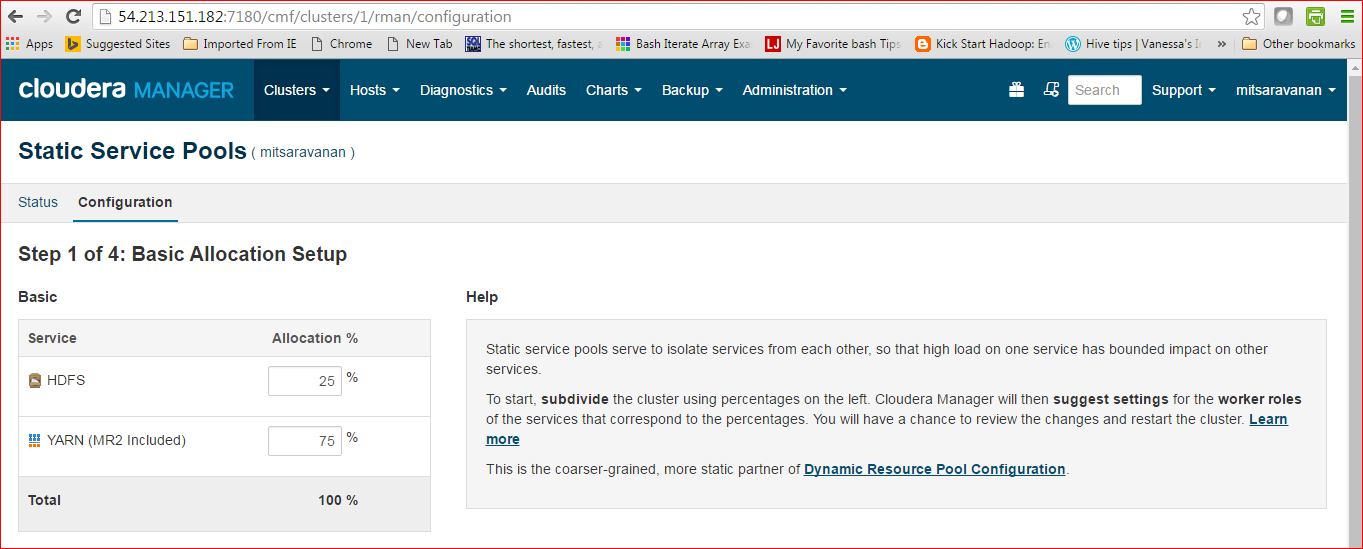 54.213.151.182:7180/cmf/clusters/1/rman/configuration
Apps Suggested Sites Imported From IE Chrome New Tab The shortest, fastest, Bash Iterate Array Exa My Favorite bash Tips Kick Start Hadoop: En Hive tips | Vanessa's I » Other bookmarks
cloudera MANAGER Clusters Hosts Diagnostics Audits Charts Backup Administration Search Support mitsaravanan
Static Service Pools ( mitsaravanan )
Status Configuration
Step 1 of 4: Basic Allocation Setup
Basic
Service Allocation %
HDFS 25 %
YARN (MR2 Included) 75 %
Total 100 %
Help
Static service pools serve to isolate services from each other, so that high load on one service has bounded impact on other
services.
To start, subdivide the cluster using percentages on the left. Cloudera Manager will then suggest settings for the worker roles
of the services that correspond to the percentages. You will have a chance to review the changes and restart the cluster. Learn
more
This is the coarser-grained, more static partner of Dynamic Resource Pool Configuration.